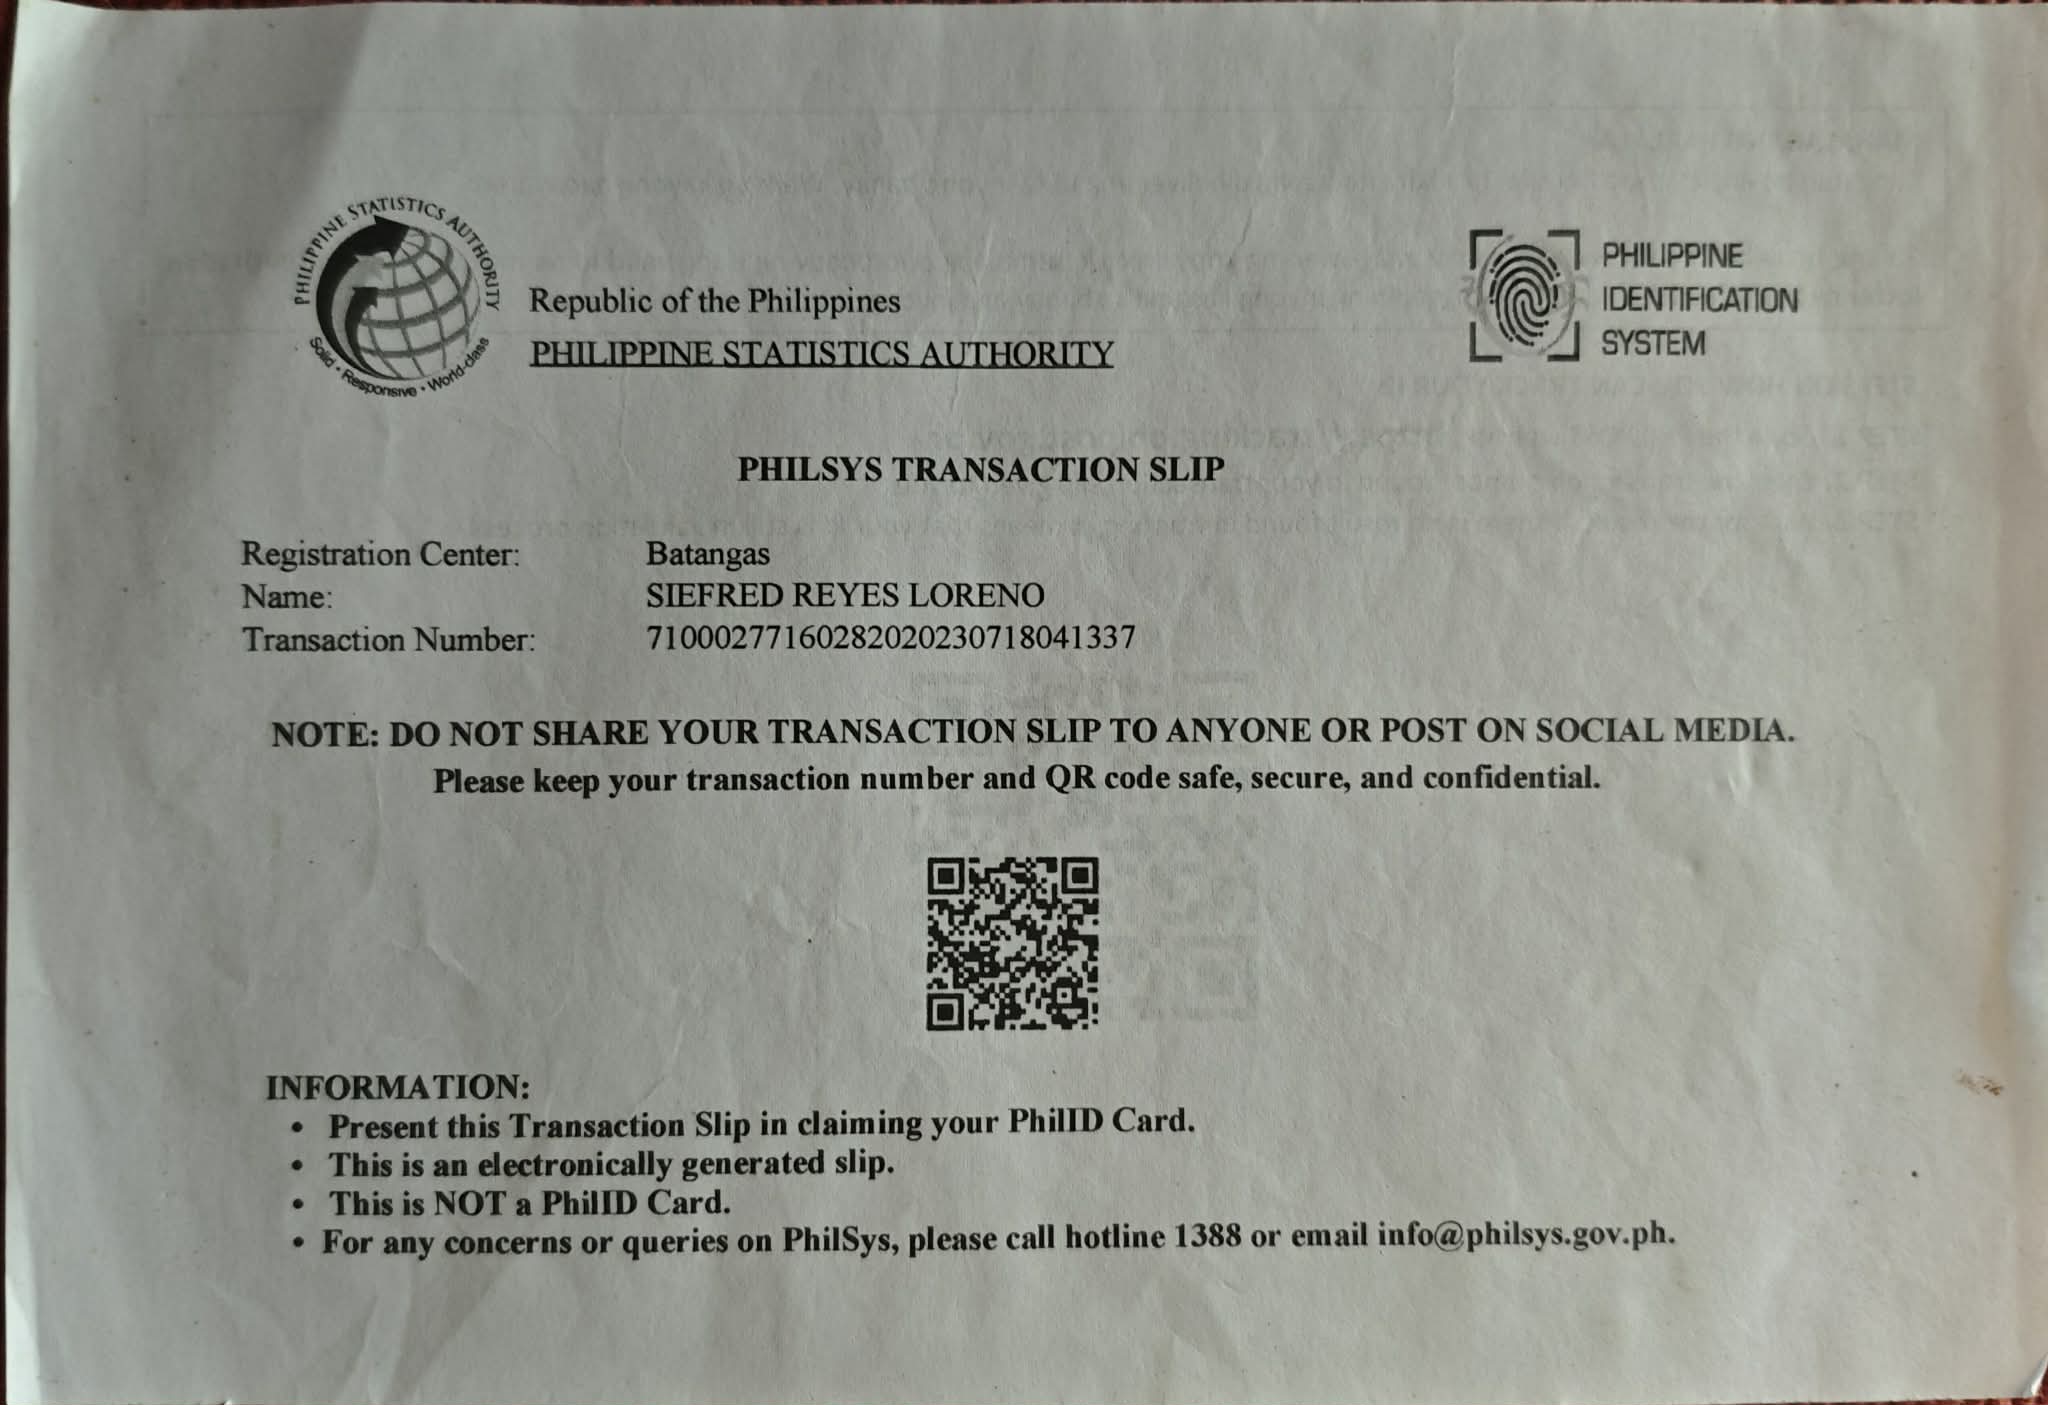 PHILIPPINE STATISTICS AUTHORITY
Solid • Responsive • World-class
Republic of the Philippines
PHILIPPINE STATISTICS AUTHORITY
PHILIPPINE
IDENTIFICATION
SYSTEM
PHILSYS TRANSACTION SLIP
Registration Center: Batangas
Name: SIEFRED REYES LORENO
Transaction Number: 71000277160282020230718041337
NOTE: DO NOT SHARE YOUR TRANSACTION SLIP TO ANYONE OR POST ON SOCIAL MEDIA.
Please keep your transaction number and QR code safe, secure, and confidential.
INFORMATION:
• Present this Transaction Slip in claiming your PhilID Card.
• This is an electronically generated slip.
• This is NOT a PhilID Card.
• For any concerns or queries on PhilSys, please call hotline 1388 or email info@philsys.gov.ph.